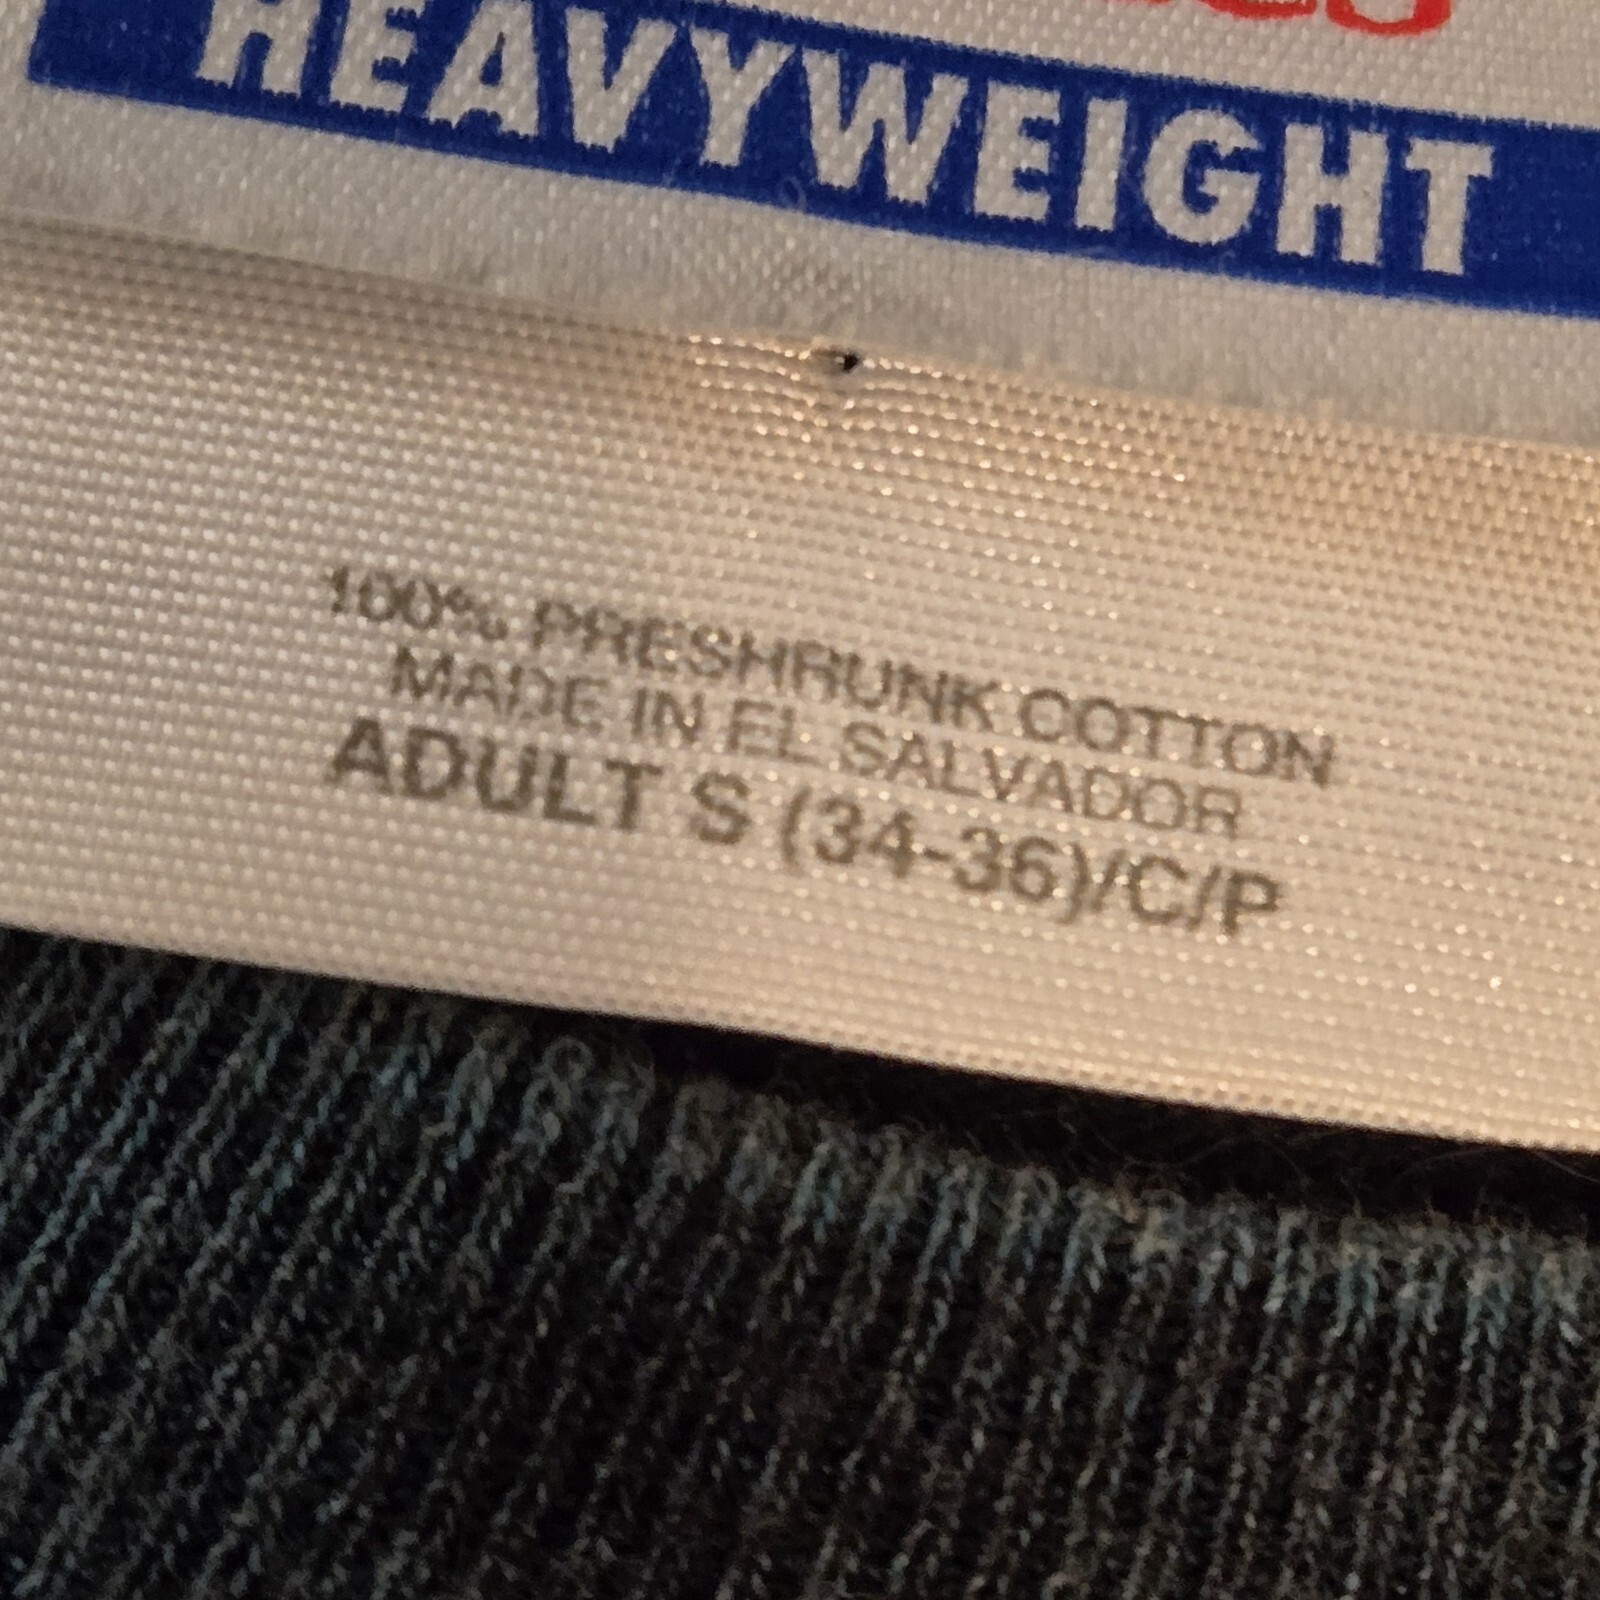 HEAVYWEIGHT
100% PRESHRUNK COTTON
MADE IN EL SALVADOR
ADULT S (34-36)/C/P